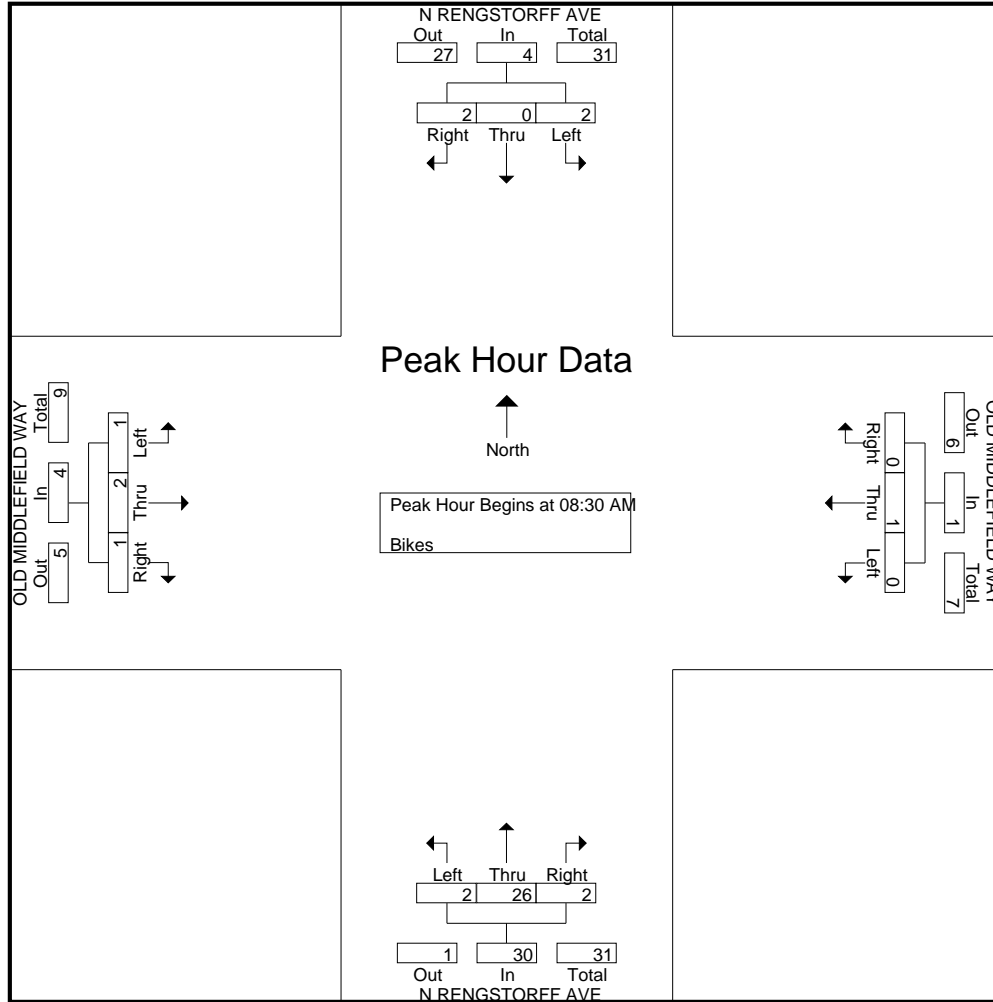 N RENGSTORFF AVE
Out In Total
27 4 31
2 0 2
Right Thru Left
Peak Hour Data
North
Peak Hour Begins at 08:30 AM
Bikes
OLD MIDDLEFIELD WAY
Out In Total
5 4 9
1 2 1
Right Thru Left
OLD MIDDLEFIELD WAY
Out In Total
6 1 7
0 1 0
Right Thru Left
Left Thru Right
2 26 2
1 30 31
Out In Total
N RENGSTORFF AVE